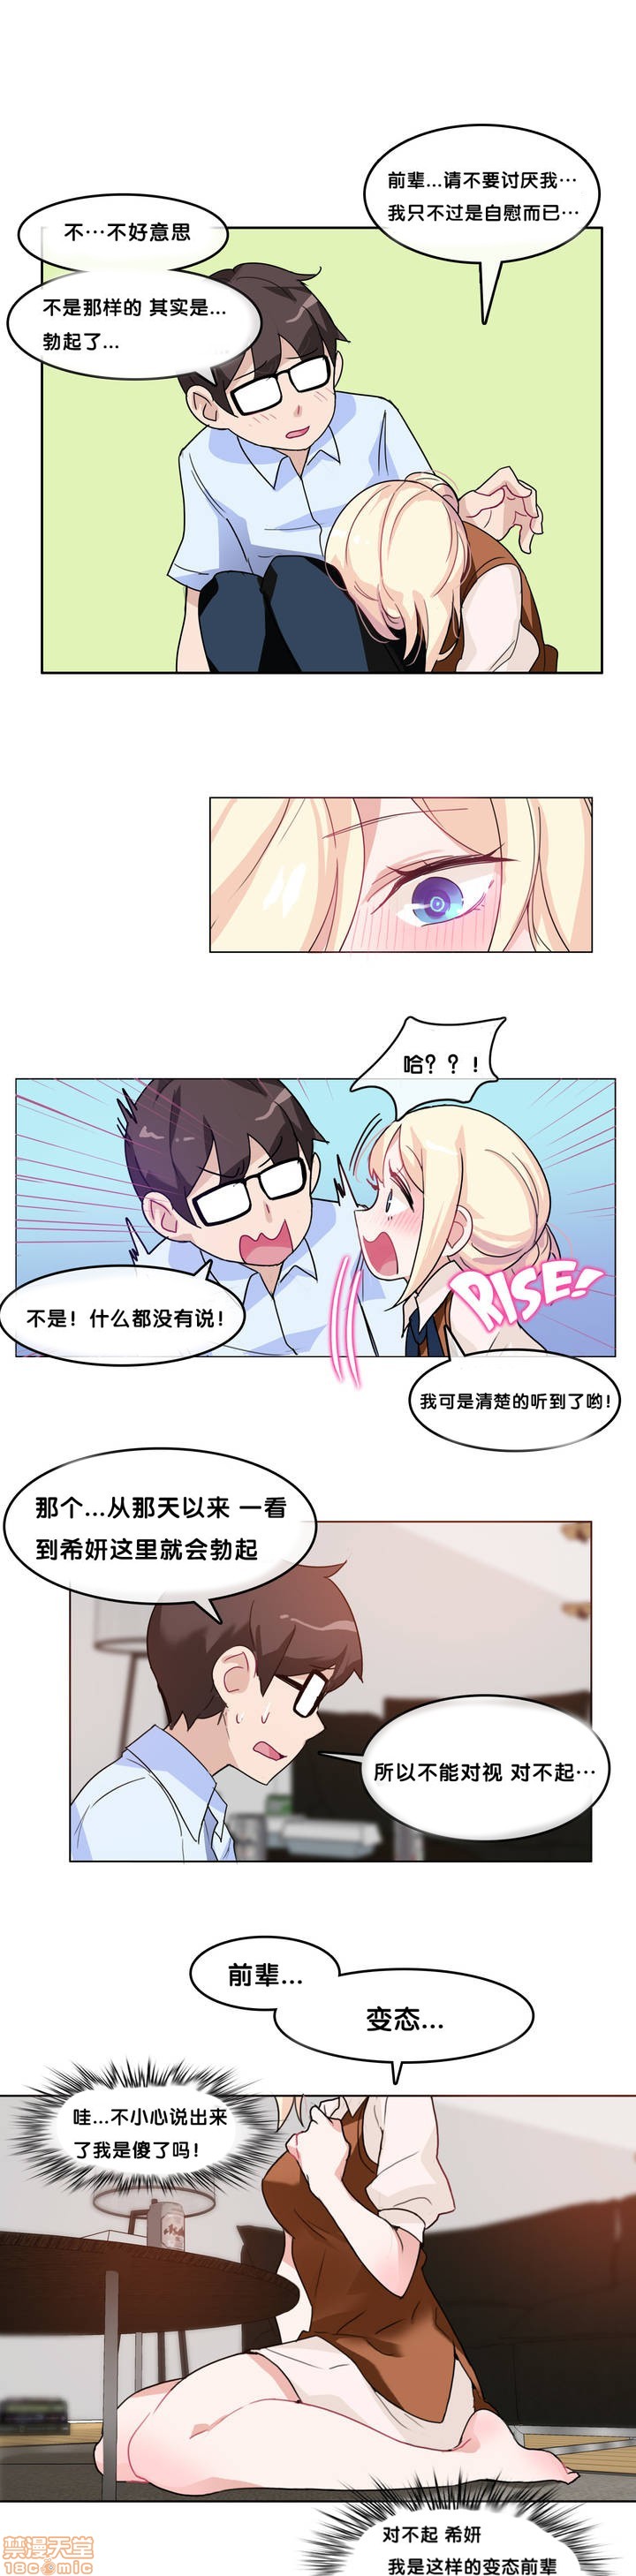 前辈...请不要讨厌我…
我只不过是自慰而已…
不…不好意思
不是那样的 其实是...
勃起了...
哈？？！
RISE!
不是！什么都没有说！
我可是清楚的听到了哟！
那个...从那天以来 一看
到希妍这里就会勃起
所以不能对视 对不起…
前辈...
变态...
哇...不小心说出来
了我是傻了吗！
对不起 希妍
我是这样的变态前辈
禁漫天堂
18comic